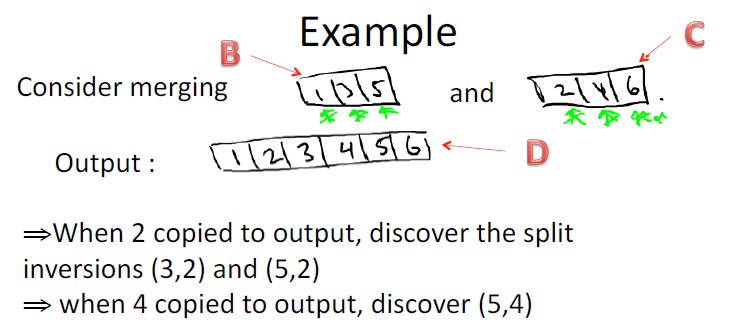 Example
B
C
Consider merging 1 3 5 and 2 4 6 .
Output : 1 2 3 4 5 6
D
⇒When 2 copied to output, discover the split
inversions (3,2) and (5,2)
⇒ when 4 copied to output, discover (5,4)